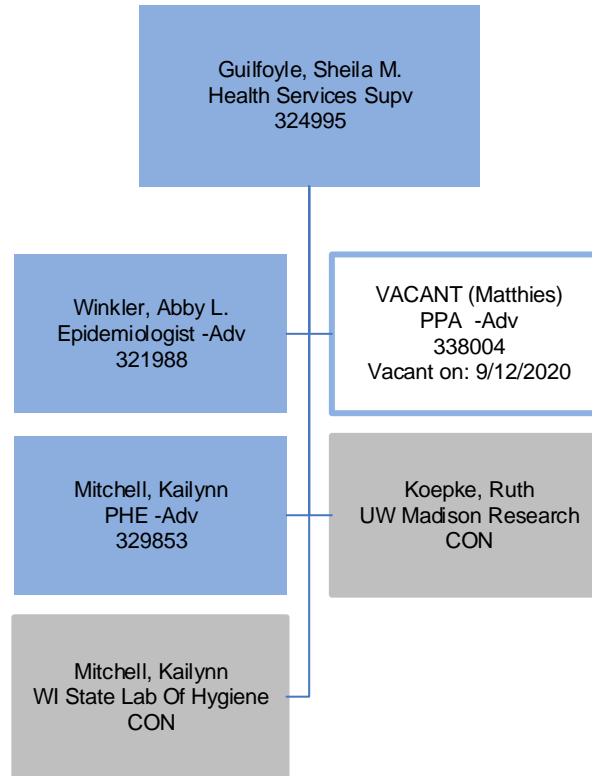 Guilfoyle, Sheila M.
Health Services Supv
324995
Winkler, Abby L.
Epidemiologist -Adv
321988
VACANT (Matthies)
PPA -Adv
338004
Vacant on: 9/12/2020
Mitchell, Kailynn
PHE -Adv
329853
Koepke, Ruth
UW Madison Research
CON
Mitchell, Kailynn
WI State Lab Of Hygiene
CON